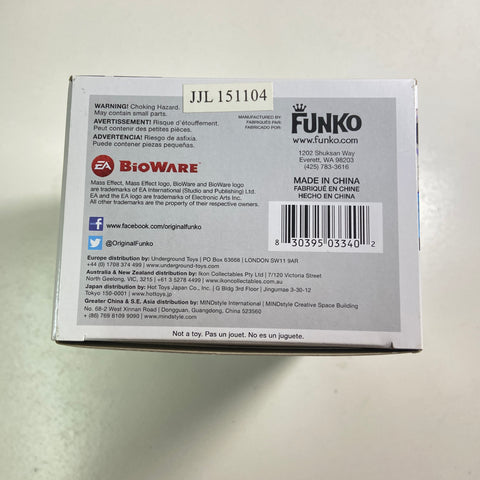 JJL 151104
WARNING! Choking Hazard.
May contain small parts.
AVERTISSEMENT! Risque d'étouffement.
Peut contenir des petites pièces.
ADVERTENCIA! Riesgo de asfixia.
Puede contener piezas pequeñas.
MANUFACTURED BY
FABRIQUÉS PAR:
FABRICADO POR:
FUNKO
www.funko.com
1202 Shuksan Way
Everett, WA 98203
(425) 783-3616
EA BIOWARE™
Mass Effect, Mass Effect logo, BioWare and BioWare logo
are trademarks of EA International (Studio and Publishing) Ltd.
EA and the EA logo are trademarks of Electronic Arts Inc.
All other trademarks are the property of their respective owners.
MADE IN CHINA
FABRIQUÉ EN CHINE
HECHO EN CHINA
8 30395 03340 2
www.facebook.com/originalfunko
@OriginalFunko
Europe distribution by: Underground Toys | PO Box 63668 | LONDON SW11 9AR
+44 (0) 1708 374 499 | www.underground-toys.com
Australia & New Zealand distribution by: Ikon Collectables Pty Ltd | 7/120 Victoria Street
North Geelong, VIC, 3215 | +61 3 5278 4499 | www.ikoncollectables.com.au
Japan distribution by: Hot Toys Japan Co., Inc. | G Bldg 3rd Floor | Jingumae 3-30-12
Tokyo 150-0001 | www.hottoys.jp
Greater China & S.E. Asia distribution by: MINDstyle International | MINDstyle Creative Space Building
No. 68-2 West Xinnan Road | Dongguan, Guangdong, China 523560
+ (86) 769 8109 9090 | www.mindstyle.com
Not a toy. Pas un jouet. No es un juguete.